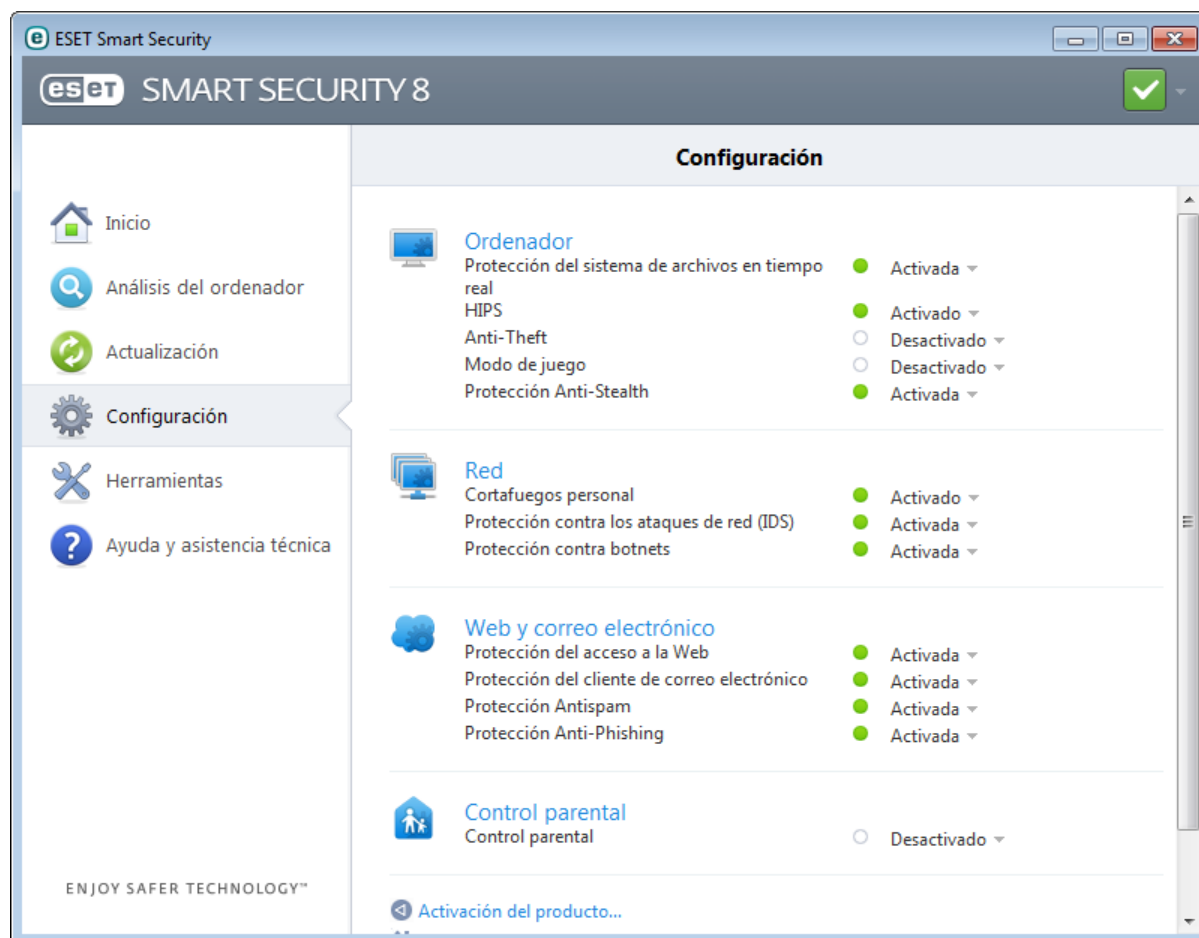 ESET Smart Security
eset SMART SECURITY 8
Configuración
Inicio
Análisis del ordenador
Actualización
Configuración
Herramientas
Ayuda y asistencia técnica
ENJOY SAFER TECHNOLOGY™
Ordenador
Protección del sistema de archivos en tiempo Activada
real
HIPS Activado
Anti-Theft Desactivado
Modo de juego Desactivado
Protección Anti-Stealth Activada
Red
Cortafuegos personal Activado
Protección contra los ataques de red (IDS) Activada
Protección contra botnets Activada
Web y correo electrónico
Protección del acceso a la Web Activada
Protección del cliente de correo electrónico Activada
Protección Antispam Activada
Protección Anti-Phishing Activada
Control parental
Control parental Desactivado
Activación del producto...